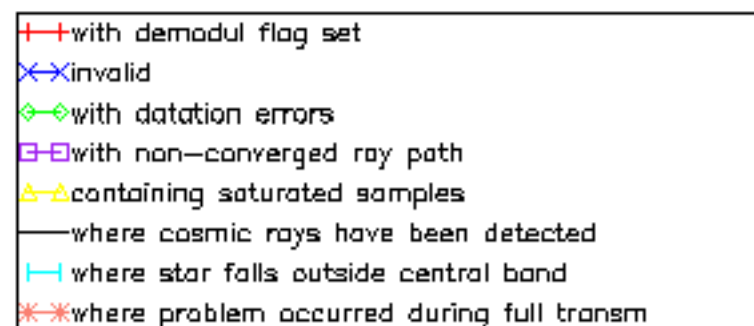 with demodul flag set
invalid
with datation errors
with non-converged ray path
containing saturated samples
where cosmic rays have been detected
where star falls outside central band
where problem occurred during full transm